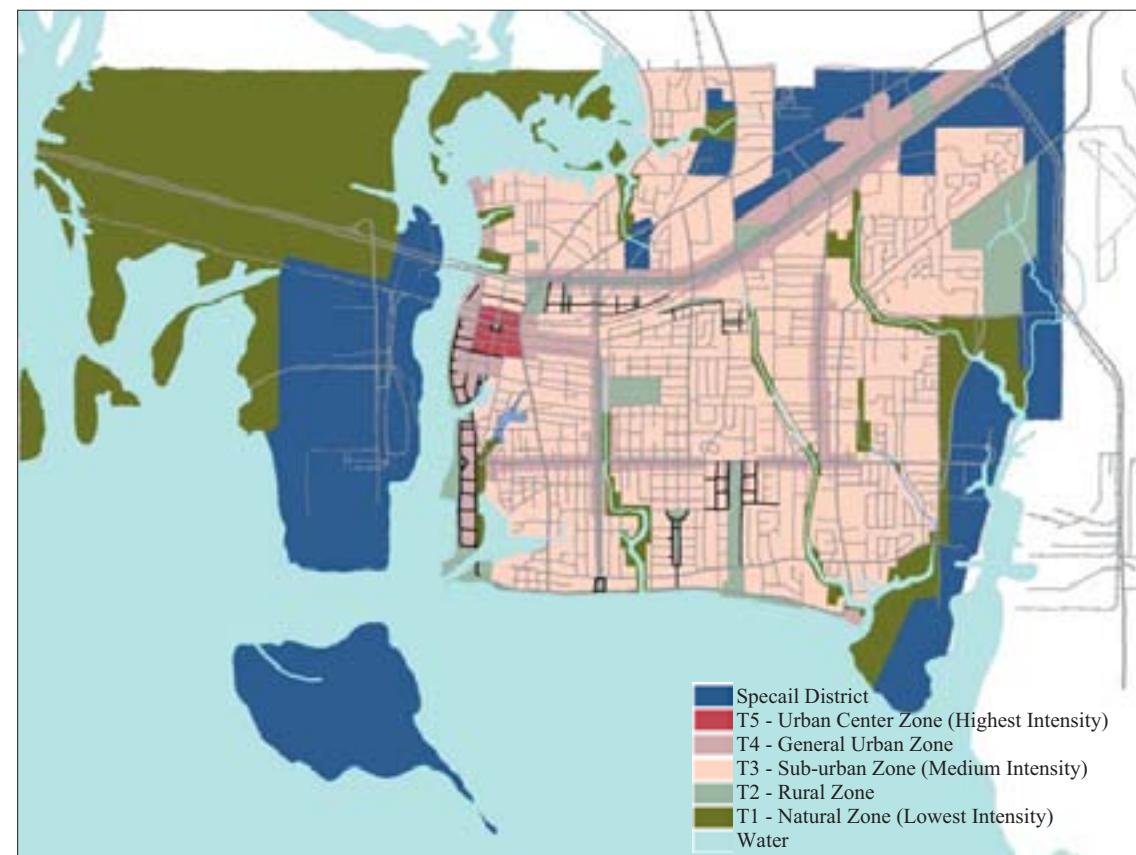 Specail District
T5 - Urban Center Zone (Highest Intensity)
T4 - General Urban Zone
T3 - Sub-urban Zone (Medium Intensity)
T2 - Rural Zone
T1 - Natural Zone (Lowest Intensity)
Water